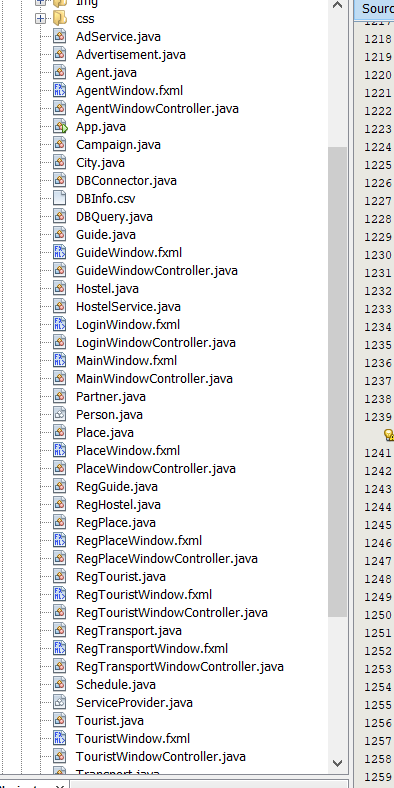 Img
css
AdService.java
Advertisement.java
Agent.java
AgentWindow.fxml
AgentWindowController.java
App.java
Campaign.java
City.java
DBConnector.java
DBInfo.csv
DBQuery.java
Guide.java
GuideWindow.fxml
GuideWindowController.java
Hostel.java
HostelService.java
LoginWindow.fxml
LoginWindowController.java
MainWindow.fxml
MainWindowController.java
Partner.java
Person.java
Place.java
PlaceWindow.fxml
PlaceWindowController.java
RegGuide.java
RegHostel.java
RegPlace.java
RegPlaceWindow.fxml
RegPlaceWindowController.java
RegTourist.java
RegTouristWindow.fxml
RegTouristWindowController.java
RegTransport.java
RegTransportWindow.fxml
RegTransportWindowController.java
Schedule.java
ServiceProvider.java
Tourist.java
TouristWindow.fxml
TouristWindowController.java
Transport.java
Sourc
1217
1218
1219
1220
1221
1222
1223
1224
1225
1226
1227
1228
1229
1230
1231
1232
1233
1234
1235
1236
1237
1238
1239
1241
1242
1243
1244
1245
1246
1247
1248
1249
1250
1251
1252
1253
1254
1255
1256
1257
1258
1259